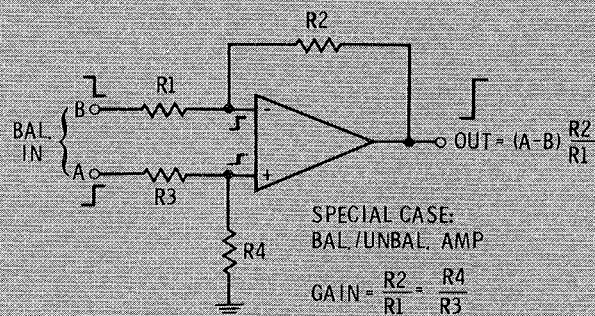 R2
R1
B
-
BAL.
IN
OUT = (A-B) R2/R1
A
+
R3
R4
SPECIAL CASE:
BAL./UNBAL. AMP
GAIN = R2/R1 = R4/R3